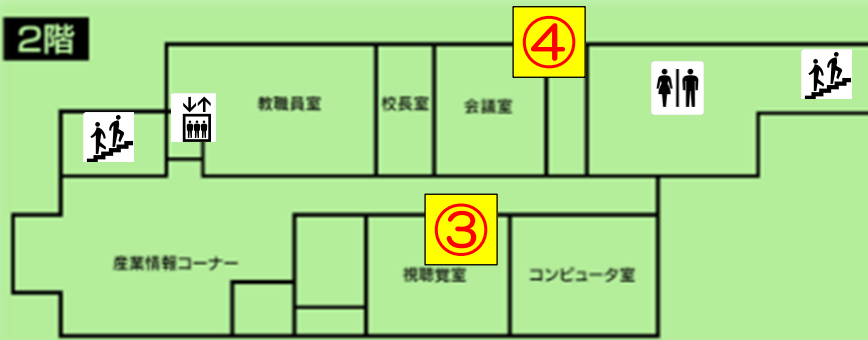 2階
④
教職員室
校長室
会議室
③
産業情報コーナー
視聴覚室
コンピュータ室